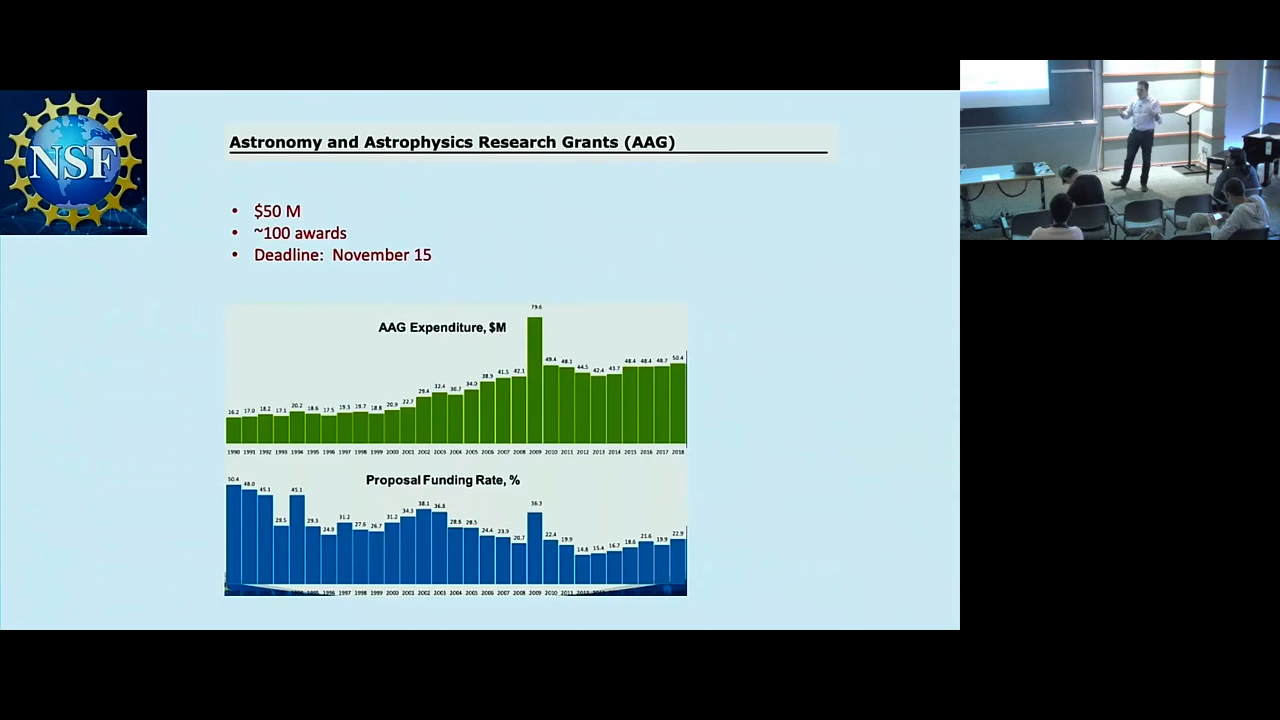 NSF
Astronomy and Astrophysics Research Grants (AAG)
• $50 M
• ~100 awards
• Deadline: November 15
AAG Expenditure, $M
16.2 17.0 18.2 17.1 20.2 18.6 17.5 19.3 19.7 18.8 20.9 22.7 29.4 32.4 30.7 34.0 38.9 41.5 42.1 79.6 49.4 48.1 44.5 42.4 43.7 48.4 48.4 48.7 50.4
1990 1991 1992 1993 1994 1995 1996 1997 1998 1999 2000 2001 2002 2003 2004 2005 2006 2007 2008 2009 2010 2011 2012 2013 2014 2015 2016 2017 2018
Proposal Funding Rate, %
50.4 48.0 45.1 29.5 45.1 29.3 24.9 31.2 27.6 26.7 31.2 34.3 38.1 36.8 28.8 28.5 24.4 23.9 20.7 36.3 22.4 19.9 14.8 15.4 16.7 18.6 21.6 19.9 22.9
1996 1997 1998 1999 2000 2001 2002 2003 2004 2005 2006 2007 2008 2009 2010 2011